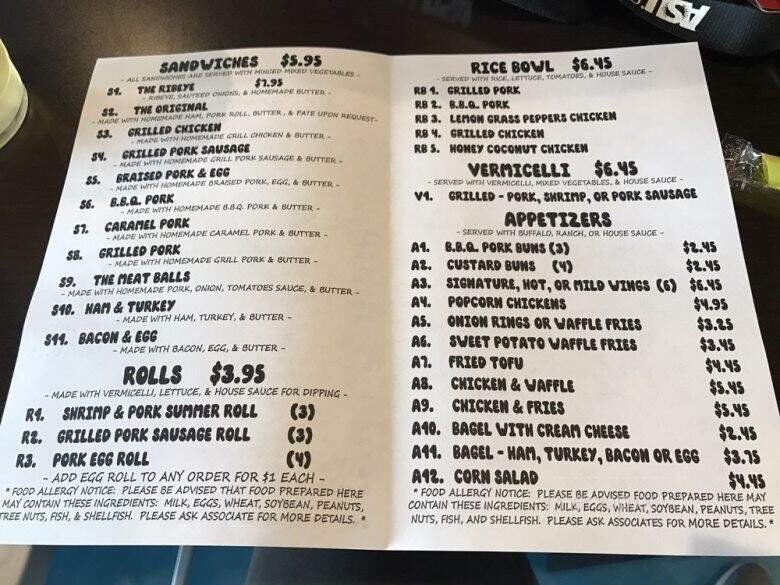 ASU
SANDWICHES $5.95
- ALL SANDWICHES ARE SERVED WITH MINCED MIXED VEGETABLES -
S1. THE RIBEYE $7.95
- RIBEYE, SAUTEED ONIONS, & HOMEMADE BUTTER -
S2. THE ORIGINAL
- MADE WITH HOMEMADE HAM, PORK ROLL, BUTTER, & PATE UPON REQUEST-
S3. GRILLED CHICKEN
- MADE WITH HOMEMADE GRILL CHICKEN & BUTTER -
S4. GRILLED PORK SAUSAGE
- MADE WITH HOMEMADE GRILL PORK SAUSAGE & BUTTER -
S5. BRAISED PORK & EGG
- MADE WITH HOMEMADE BRAISED PORK, EGG, & BUTTER -
S6. B.B.Q. PORK
- MADE WITH HOMEMADE B.B.Q. PORK & BUTTER -
S7. CARAMEL PORK
- MADE WITH HOMEMADE CARAMEL PORK & BUTTER -
S8. GRILLED PORK
- MADE WITH HOMEMADE GRILL PORK & BUTTER -
S9. THE MEAT BALLS
- MADE WITH HOMEMADE PORK, ONION, TOMATOES SAUCE, & BUTTER -
S10. HAM & TURKEY
- MADE WITH HAM, TURKEY, & BUTTER -
S11. BACON & EGG
- MADE WITH BACON, EGG, & BUTTER -
ROLLS $3.95
- MADE WITH VERMICELLI, LETTUCE, & HOUSE SAUCE FOR DIPPING -
R1. SHRIMP & PORK SUMMER ROLL (3)
R2. GRILLED PORK SAUSAGE ROLL (3)
R3. PORK EGG ROLL (4)
- ADD EGG ROLL TO ANY ORDER FOR $1 EACH -
* FOOD ALLERGY NOTICE: PLEASE BE ADVISED THAT FOOD PREPARED HERE
MAY CONTAIN THESE INGREDIENTS: MILK, EGGS, WHEAT, SOYBEAN, PEANUTS,
TREE NUTS, FISH, & SHELLFISH. PLEASE ASK ASSOCIATE FOR MORE DETAILS. *
RICE BOWL $6.45
- SERVED WITH RICE, LETTUCE, TOMATOES, & HOUSE SAUCE -
RB 1. GRILLED PORK
RB 2. B.B.Q. PORK
RB 3. LEMON GRASS PEPPERS CHICKEN
RB 4. GRILLED CHICKEN
RB 5. HONEY COCONUT CHICKEN
VERMICELLI $6.45
- SERVED WITH VERMICELLI, MIXED VEGETABLES, & HOUSE SAUCE -
V1. GRILLED - PORK, SHRIMP, OR PORK SAUSAGE
APPETIZERS
- SERVED WITH BUFFALO, RANCH, OR HOUSE SAUCE -
A1. B.B.Q. PORK BUNS (3) $2.45
A2. CUSTARD BUNS (4) $2.45
A3. SIGNATURE, HOT, OR MILD WINGS (6) $6.45
A4. POPCORN CHICKENS $4.95
A5. ONION RINGS OR WAFFLE FRIES $3.25
A6. SWEET POTATO WAFFLE FRIES $3.45
A7. FRIED TOFU $4.45
A8. CHICKEN & WAFFLE $5.45
A9. CHICKEN & FRIES $5.45
A10. BAGEL WITH CREAM CHEESE $2.45
A11. BAGEL - HAM, TURKEY, BACON OR EGG $3.75
A12. CORN SALAD $4.45
* FOOD ALLERGY NOTICE: PLEASE BE ADVISED FOOD PREPARED HERE MAY
CONTAIN THESE INGREDIENTS: MILK, EGGS, WHEAT, SOYBEAN, PEANUTS, TREE
NUTS, FISH, AND SHELLFISH. PLEASE ASK ASSOCIATES FOR MORE DETAILS. *